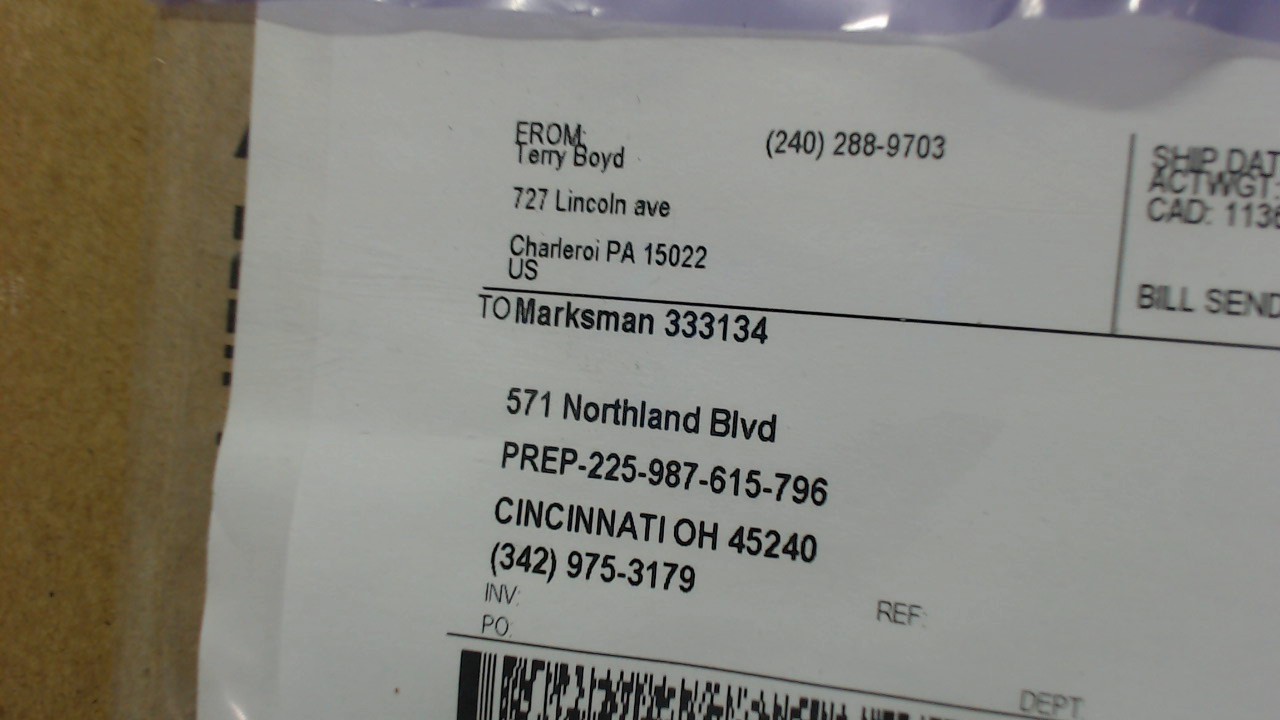 FROM: (240) 288-9703
Terry Boyd
727 Lincoln ave
Charleroi PA 15022
US
SHIP DAT
ACTWGT:
CAD: 1138
BILL SEND
TO Marksman 333134
571 Northland Blvd
PREP-225-987-615-796
CINCINNATI OH 45240
(342) 975-3179
INV:
REF:
PO:
DEPT: